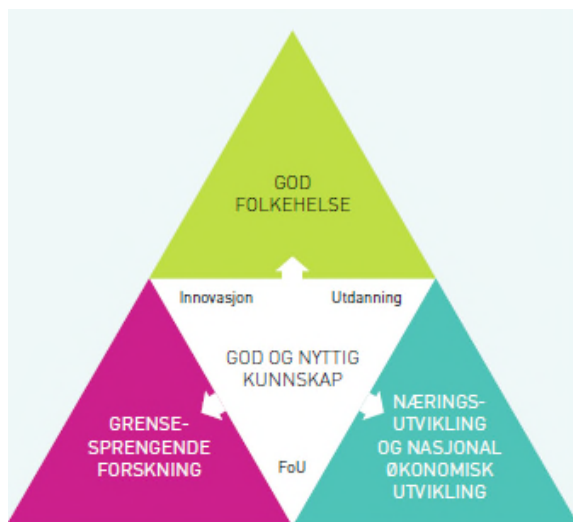 GOD
FOLKEHELSE
Innovasjon
Utdanning
GOD OG NYTTIG
KUNNSKAP
GRENSE-
SPRENGENDE
FORSKNING
FoU
NÆRINGS-
UTVIKLING
OG NASJONAL
ØKONOMISK
UTVIKLING